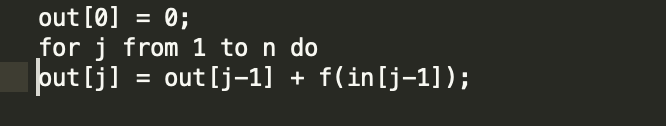 out[0] = 0;
for j from 1 to n do
out[j] = out[j-1] + f(in[j-1]);